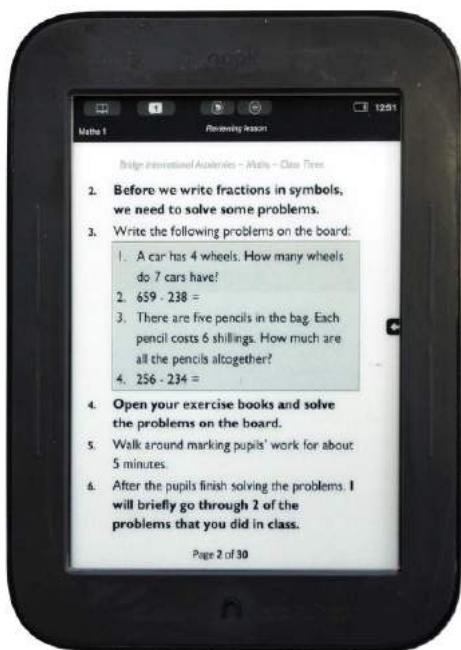 nook
1
12:51
Maths 1
Reviewing lesson
Bridge International Academies – Maths – Class Three
2. Before we write fractions in symbols,
we need to solve some problems.
3. Write the following problems on the board:
1. A car has 4 wheels. How many wheels
do 7 cars have?
2. 659 - 238 =
3. There are five pencils in the bag. Each
pencil costs 6 shillings. How much are
all the pencils altogether?
4. 256 - 234 =
4. Open your exercise books and solve
the problems on the board.
5. Walk around marking pupils' work for about
5 minutes.
6. After the pupils finish solving the problems. I
will briefly go through 2 of the
problems that you did in class.
Page 2 of 30